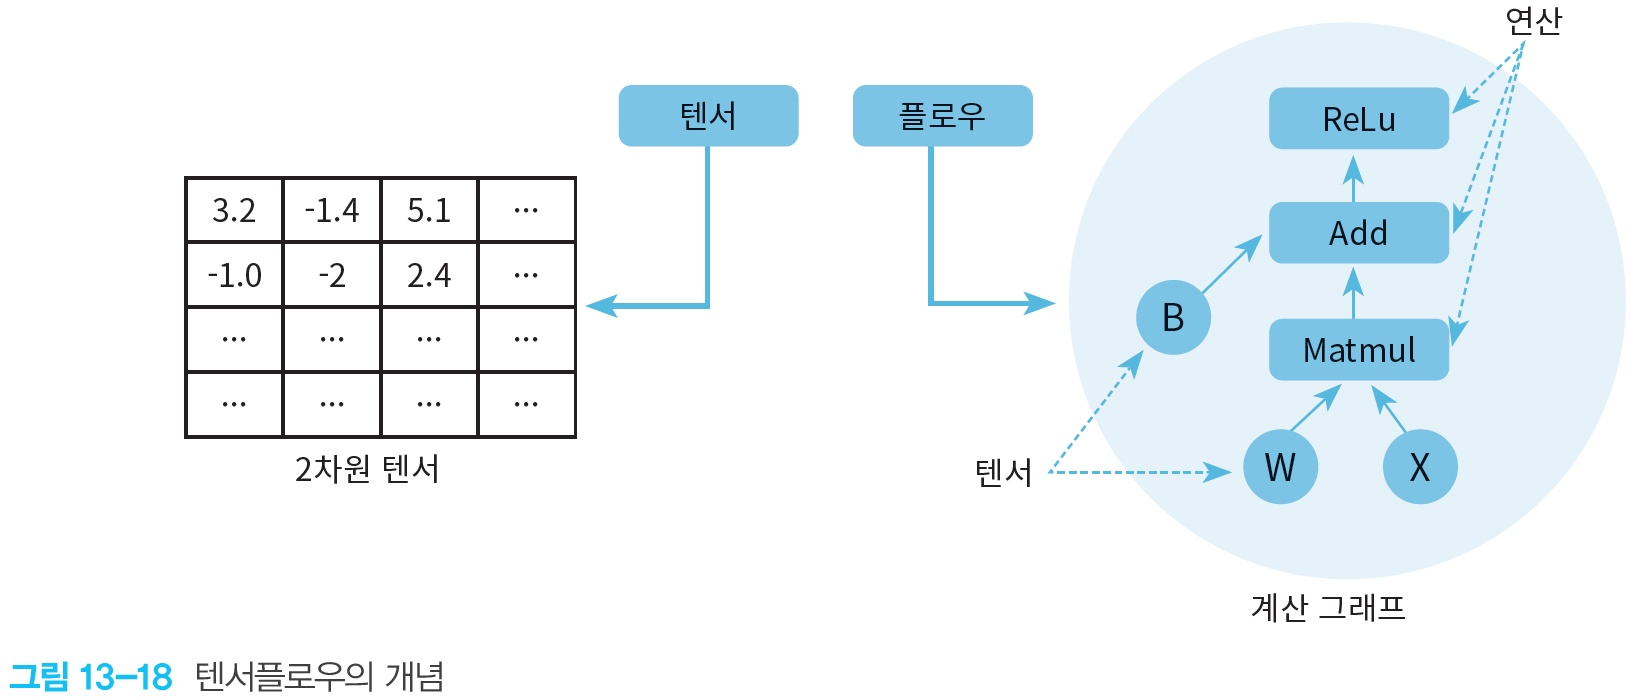 연산
텐서
플로우
ReLu
3.2 -1.4 5.1 ...
Add
-1.0 -2 2.4 ...
B
... ... ... ...
Matmul
... ... ... ...
2차원 텐서
텐서
W
X
계산 그래프
그림 13-18 텐서플로우의 개념